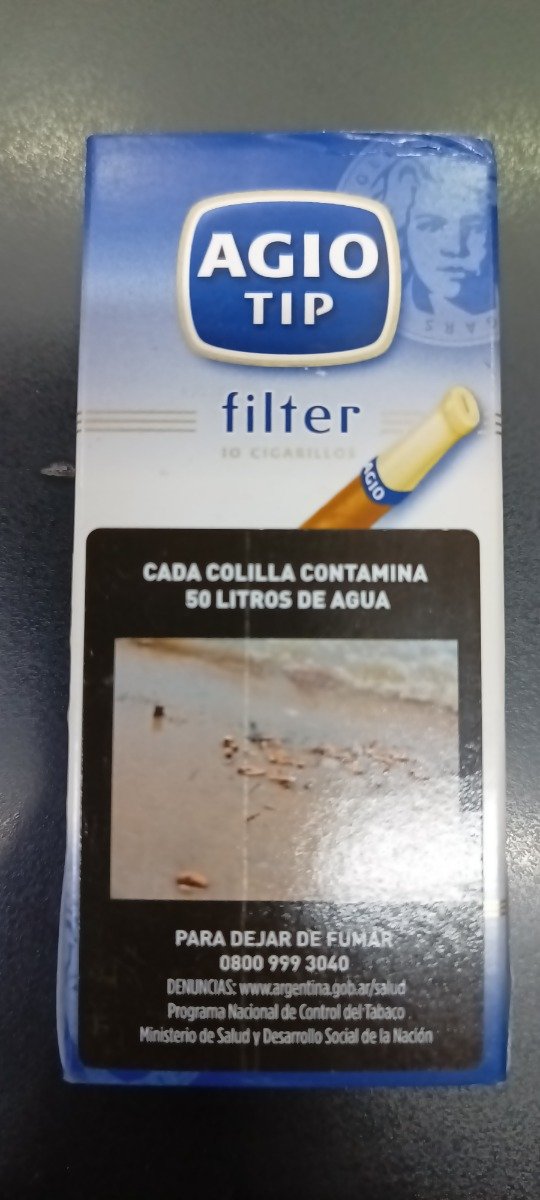 AGIO
TIP
filter
10 CIGARILLOS
AGIO
CADA COLILLA CONTAMINA
50 LITROS DE AGUA
PARA DEJAR DE FUMAR
0800 999 3040
DENUNCIAS: www.argentina.gob.ar/salud
Programa Nacional de Control del Tabaco
Ministerio de Salud y Desarrollo Social de la Nación